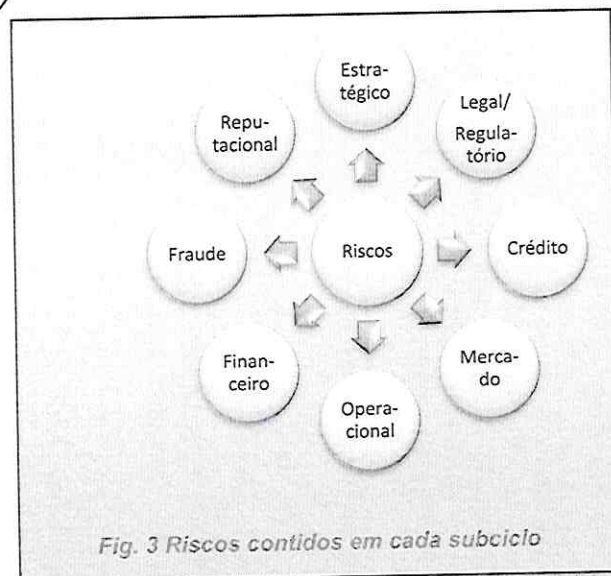 Estra-
tégico
Legal/
Regula-
tório
Crédito
Merca-
do
Opera-
cional
Finan-
ceiro
Fraude
Repu-
tacional
Riscos
Fig. 3 Riscos contidos em cada subciclo